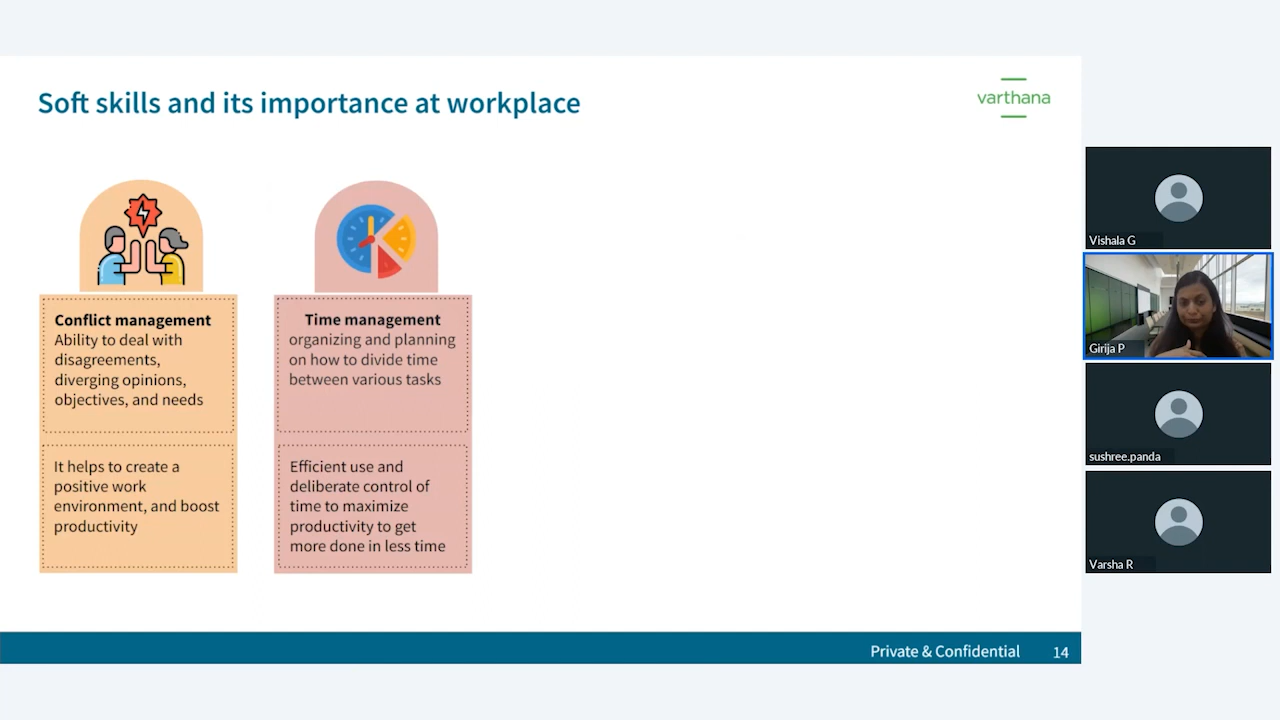 Soft skills and its importance at workplace
varthana
Conflict management
Ability to deal with
disagreements,
diverging opinions,
objectives, and needs
It helps to create a
positive work
environment, and boost
productivity
Time management
organizing and planning
on how to divide time
between various tasks
Efficient use and
deliberate control of
time to maximize
productivity to get
more done in less time
Private & Confidential 14
Vishala G
Girija P
sushree.panda
Varsha R